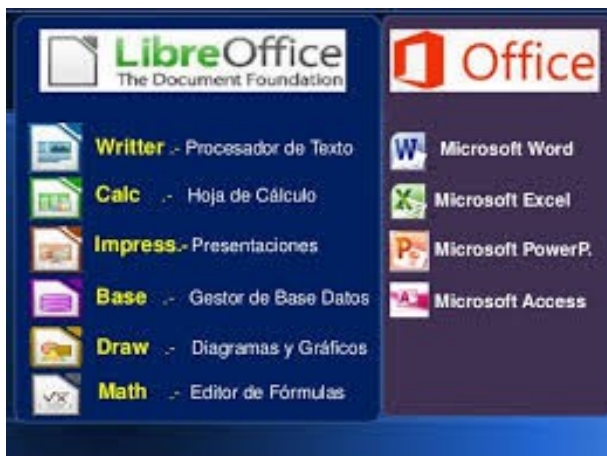 LibreOffice
The Document Foundation
Writter .- Procesador de Texto
Calc .- Hoja de Cálculo
Impress.- Presentaciones
Base .- Gestor de Base Datos
Draw .- Diagramas y Gráficos
Math .- Editor de Fórmulas
Office
Microsoft Word
Microsoft Excel
Microsoft PowerP.
Microsoft Access